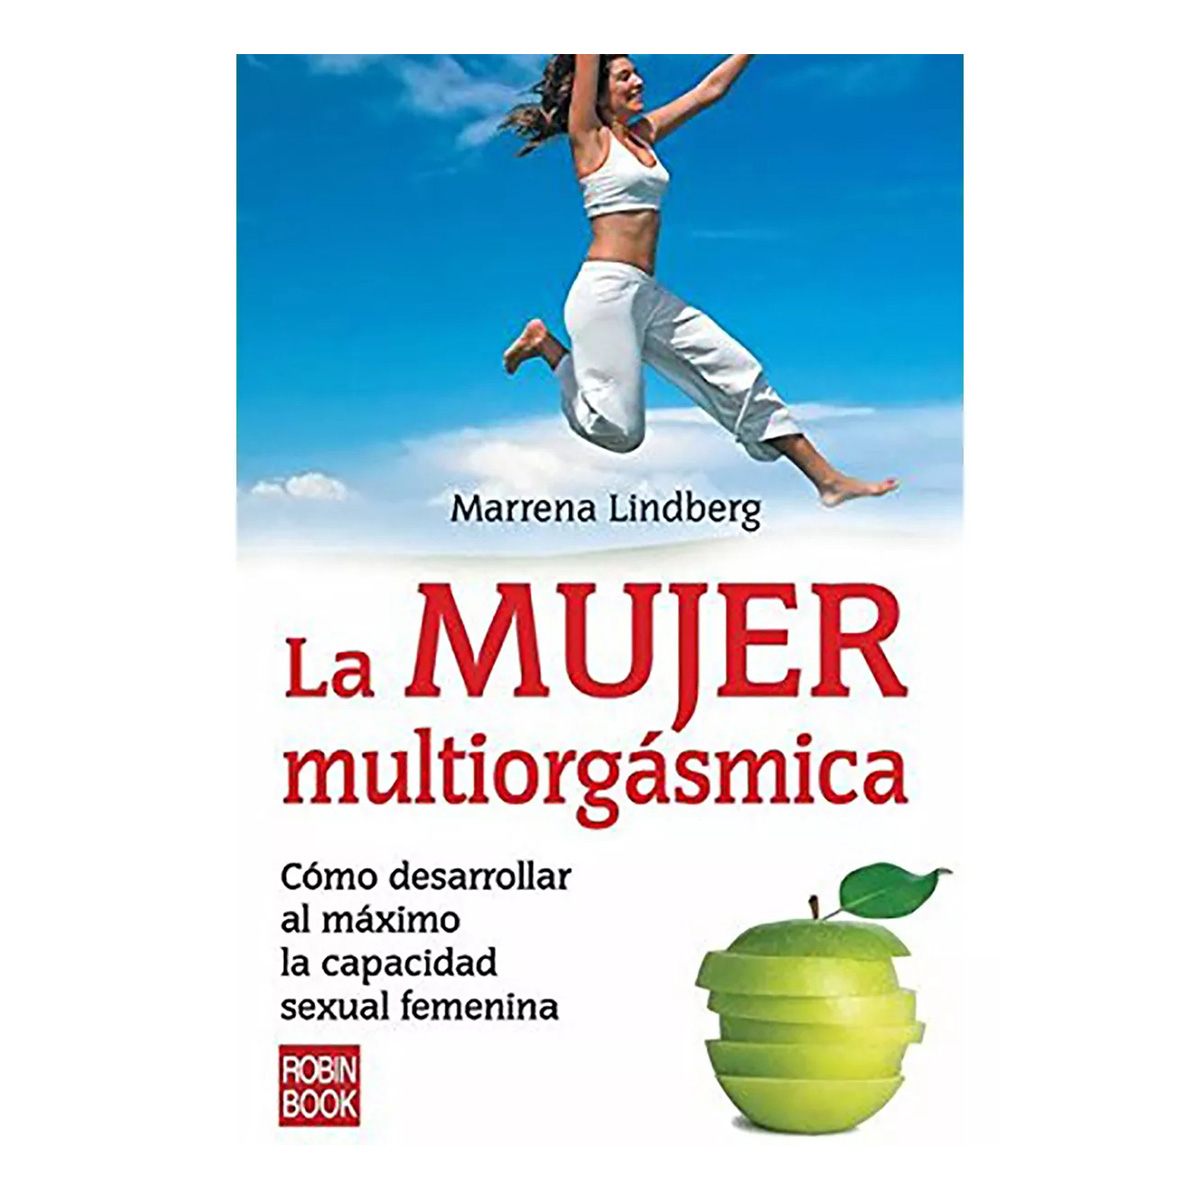 Marrena Lindberg
La MUJER
multiorgásmica
Cómo desarrollar
al máximo
la capacidad
sexual femenina
ROBIN
BOOK